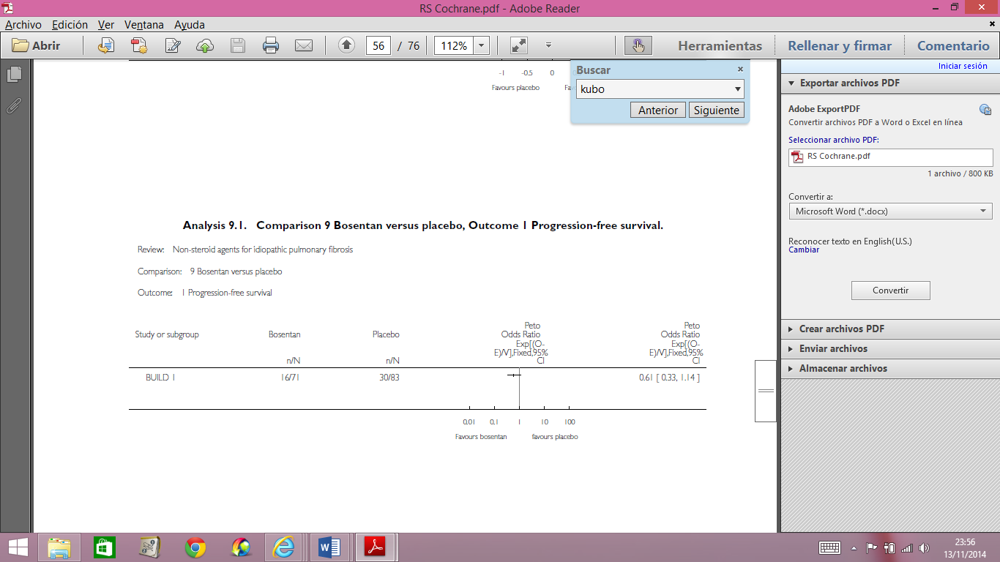 RS Cochrane.pdf - Adobe Reader
Archivo Edición Ver Ventana Ayuda
Abrir 56 / 76 112% Herramientas Rellenar y firmar Comentario
Iniciar sesión
-1 -0.5 0
Favours placebo
Buscar
kubo
Anterior Siguiente
Analysis 9.1. Comparison 9 Bosentan versus placebo, Outcome 1 Progression-free survival.
Review: Non-steroid agents for idiopathic pulmonary fibrosis
Comparison: 9 Bosentan versus placebo
Outcome: 1 Progression-free survival
Study or subgroup Bosentan Placebo
Peto
Odds Ratio
Exp[(O-
E)/V],Fixed,95%
CI
Peto
Odds Ratio
Exp[(O-
E)/V],Fixed,95%
CI
n/N n/N
BUILD 1 16/71 30/83 0.61 [ 0.33, 1.14 ]
0.01 0.1 1 10 100
Favours bosentan favours placebo
Exportar archivos PDF
Adobe ExportPDF
Convertir archivos PDF a Word o Excel en línea
Seleccionar archivo PDF:
RS Cochrane.pdf
1 archivo / 800 KB
Convertir a:
Microsoft Word (*.docx)
Reconocer texto en English(U.S.)
Cambiar
Convertir
Crear archivos PDF
Enviar archivos
Almacenar archivos
23:56
13/11/2014